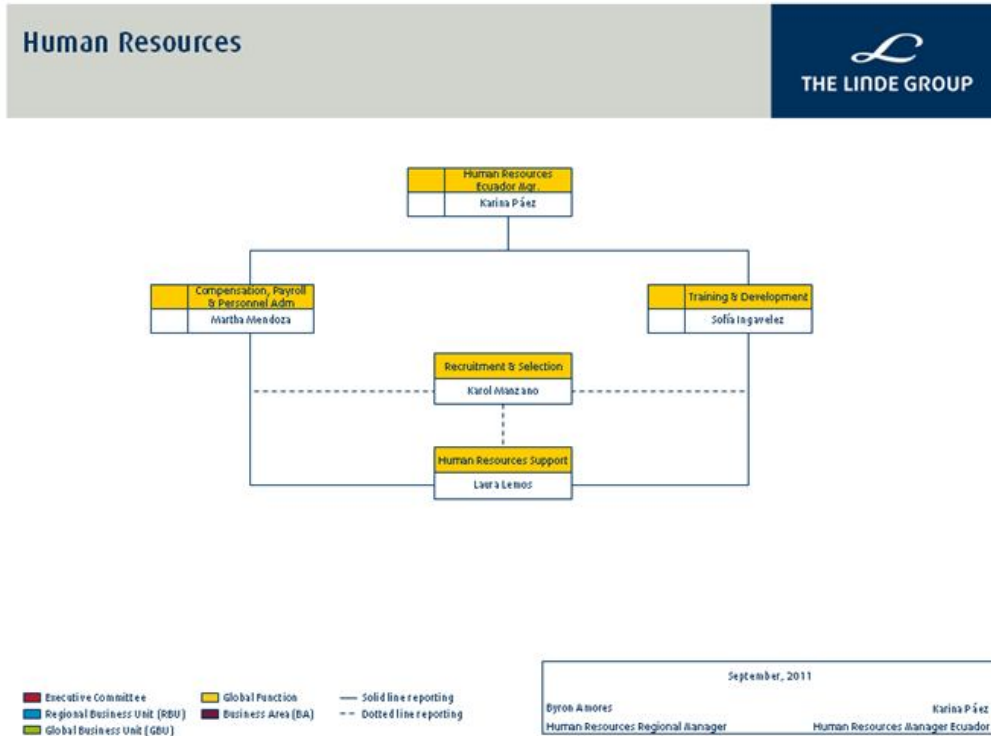 Human Resources
THE LINDE GROUP
Human Resources
Ecuador Mgr.
Karina Páez
Compensation, Payroll
& Personnel Adm
Martha Mendoza
Training & Development
Sofía Ingavelez
Recruitment & Selection
Karol Manzano
Human Resources Support
Laura Lemos
Executive Committee
Regional Business Unit (RBU)
Global Business Unit (GBU)
Global Function
Business Area (BA)
Solid line reporting
Dotted line reporting
September, 2011
Byron Amores
Human Resources Regional Manager
Karina Páez
Human Resources Manager Ecuador